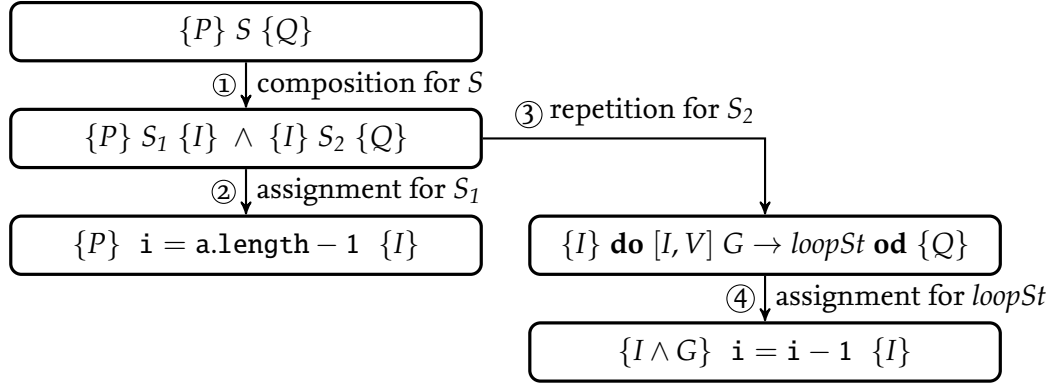 {P} S {Q}
① composition for S
{P} S₁ {I} ∧ {I} S₂ {Q}
③ repetition for S₂
② assignment for S₁
{P} i = a.length − 1 {I}
{I} do [I, V] G → loopSt od {Q}
④ assignment for loopSt
{I ∧ G} i = i − 1 {I}